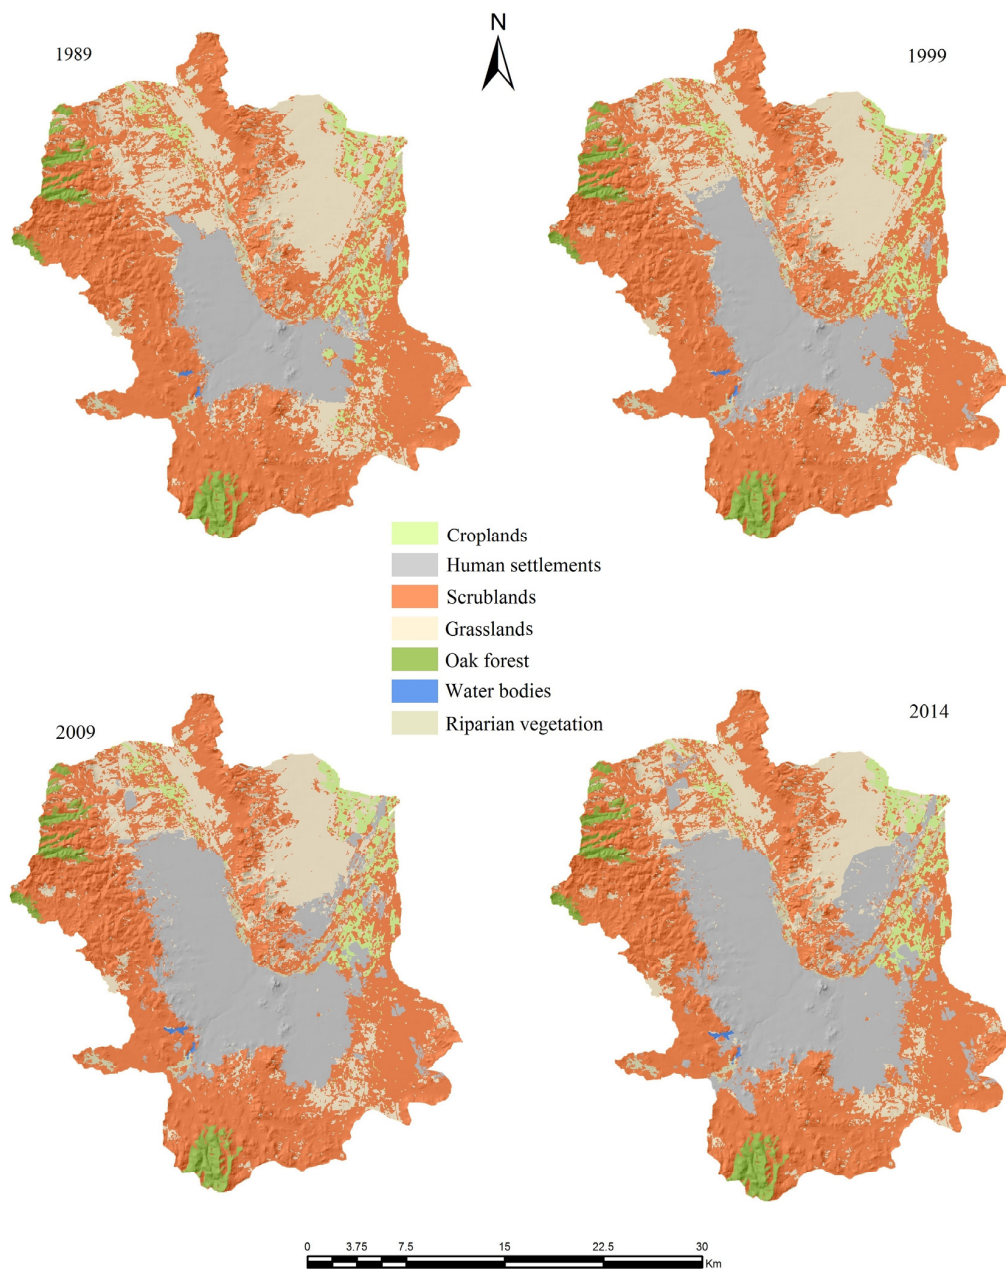 N
1989
1999
Croplands
Human settlements
Scrublands
Grasslands
Oak forest
Water bodies
Riparian vegetation
2009
2014
0 3.75 7.5 15 22.5 30
Km